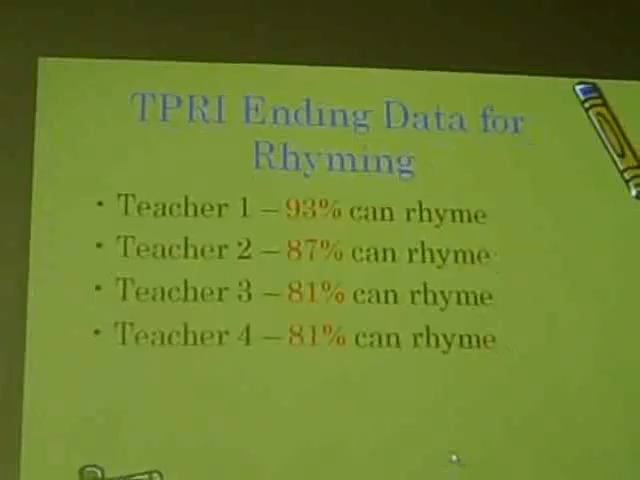 TPRI Ending Data for
Rhyming
• Teacher 1 – 93% can rhyme
• Teacher 2 – 87% can rhyme
• Teacher 3 – 81% can rhyme
• Teacher 4 – 81% can rhyme